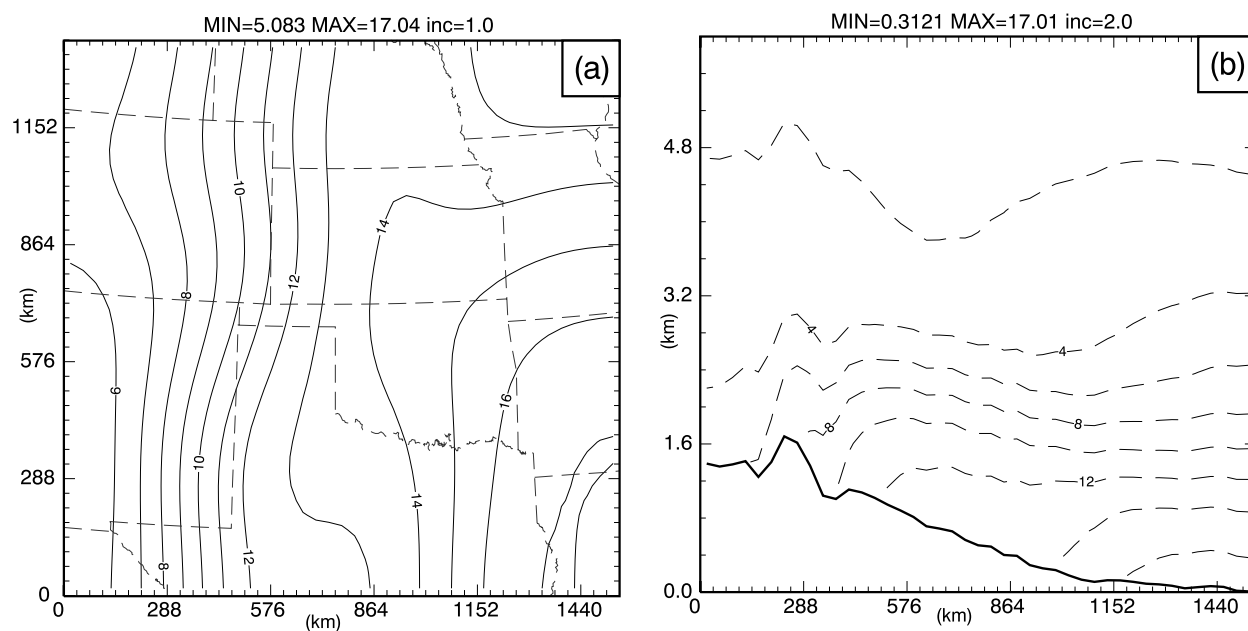 MIN=5.083 MAX=17.04 inc=1.0
(a)
1152
864
(km)
576
288
0
0 288 576 864 1152 1440
(km)
10
14
12
8
6
16
10
14
12
8
MIN=0.3121 MAX=17.01 inc=2.0
(b)
4.8
3.2
(km)
1.6
0.0
0 288 576 864 1152 1440
(km)
4
4
8
8
12